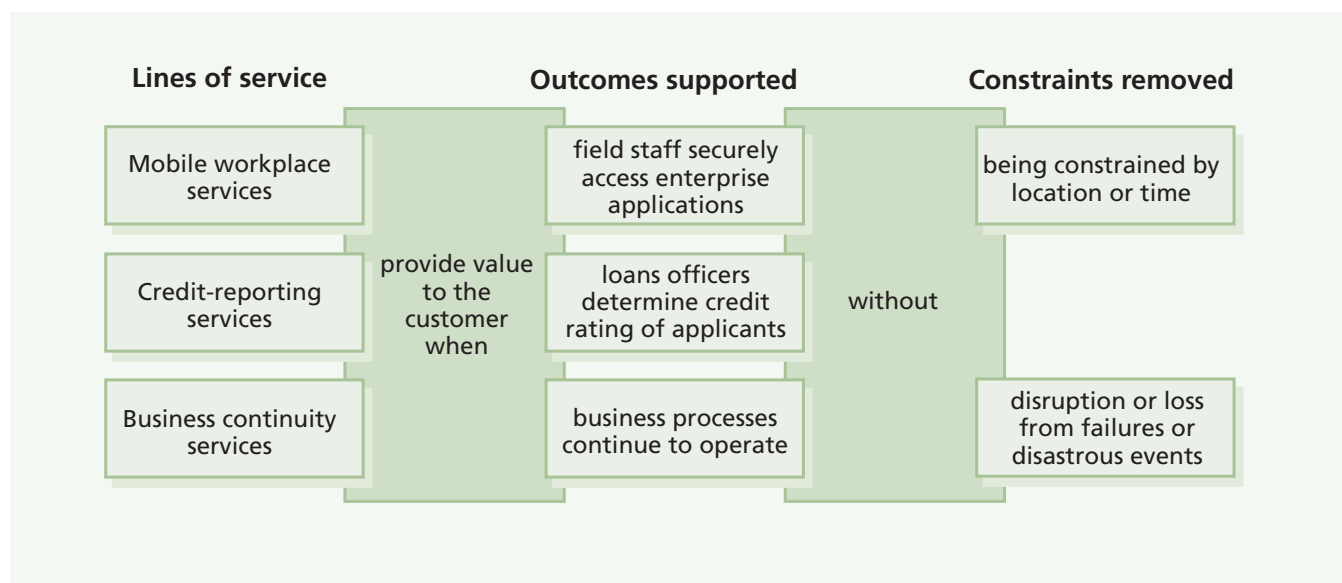 Lines of service
Outcomes supported
Constraints removed
Mobile workplace
services
field staff securely
access enterprise
applications
being constrained by
location or time
Credit-reporting
services
provide value
to the
customer
when
loans officers
determine credit
rating of applicants
without
Business continuity
services
business processes
continue to operate
disruption or loss
from failures or
disastrous events